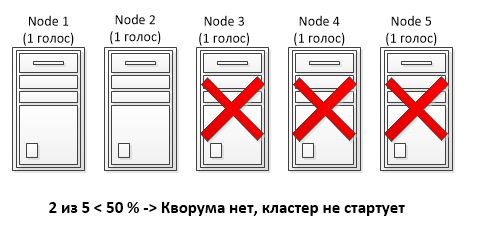 Node 1
(1 голос)
Node 2
(1 голос)
Node 3
(1 голос)
Node 4
(1 голос)
Node 5
(1 голос)
2 из 5 < 50 % -> Кворума нет, кластер не стартует